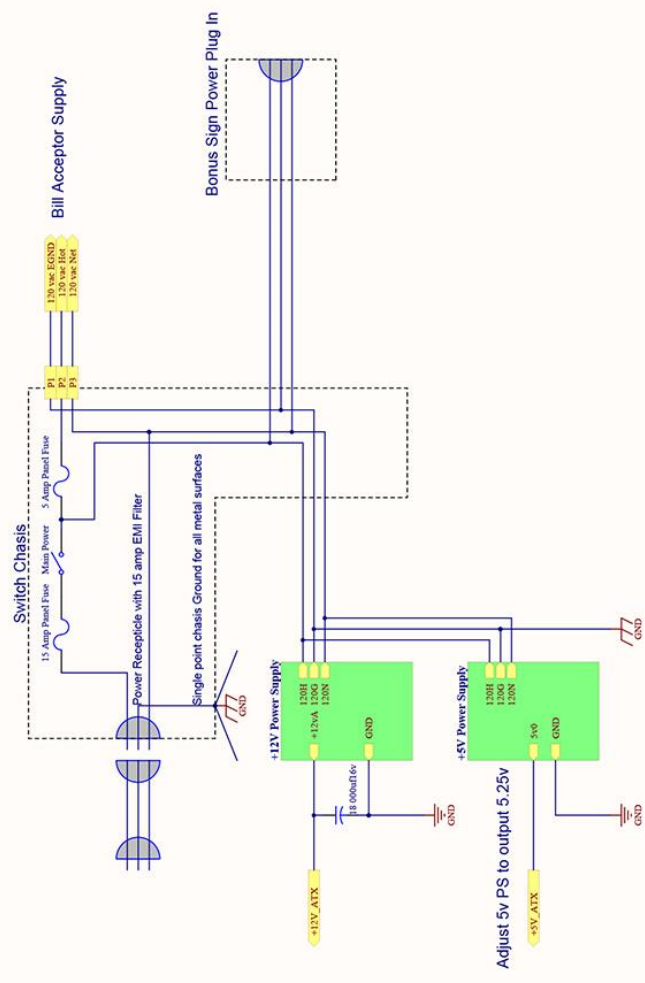 Switch Chasis
15 Amp Panel Fuse
Main Power
5 Amp Panel Fuse
P1
P2
P3
120 vac EGND
120 vac Hot
120 vac Net
Bill Acceptor Supply
Power Recepticle with 15 amp EMI Filter
Single point chasis Ground for all metal surfaces
GND
Bonus Sign Power Plug In
+12V Power Supply
120H
120G
120N
+12vA
GND
18 000uf16v
+12V_ATX
GND
+5V Power Supply
120H
120G
120N
5v0
GND
GND
GND
Adjust 5v PS to output 5.25v
+5V_ATX